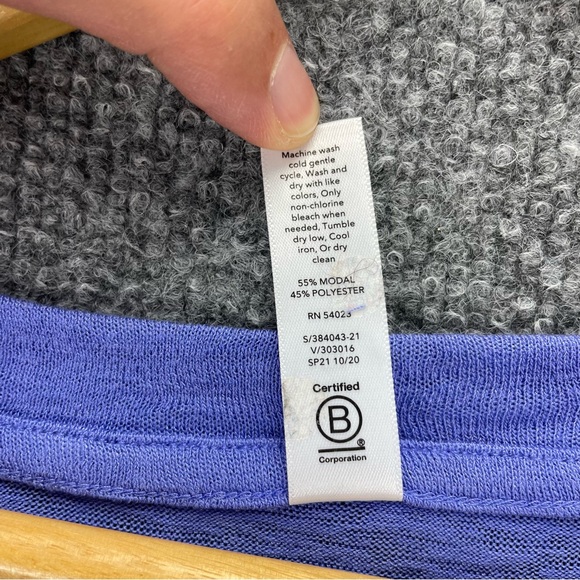 Machine wash
cold gentle
cycle, Wash and
dry with like
colors, Only
non-chlorine
bleach when
needed, Tumble
dry low, Cool
iron, Or dry
clean
55% MODAL
45% POLYESTER
RN 54023
S/384043-21
V/303016
SP21 10/20
Certified
B
®
Corporation